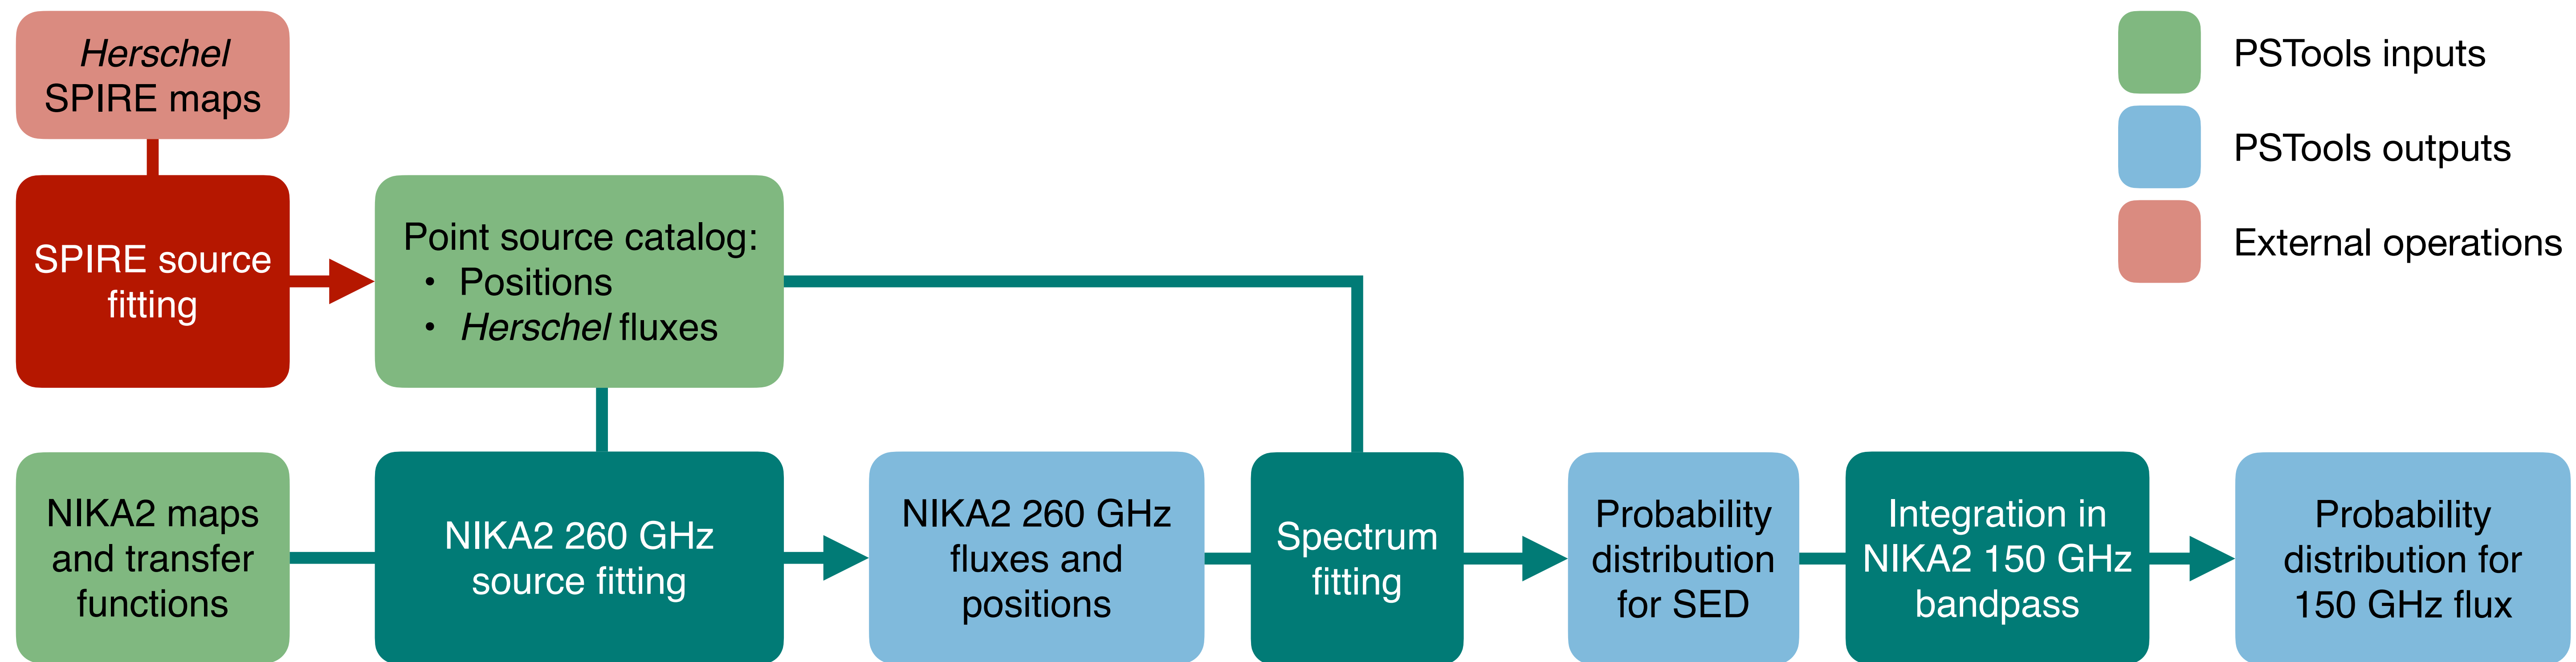 Herschel
SPIRE maps
PSTools inputs
PSTools outputs
External operations
SPIRE source
fitting
Point source catalog:
• Positions
• Herschel fluxes
NIKA2 maps
and transfer
functions
NIKA2 260 GHz
source fitting
NIKA2 260 GHz
fluxes and
positions
Spectrum
fitting
Probability
distribution
for SED
Integration in
NIKA2 150 GHz
bandpass
Probability
distribution for
150 GHz flux